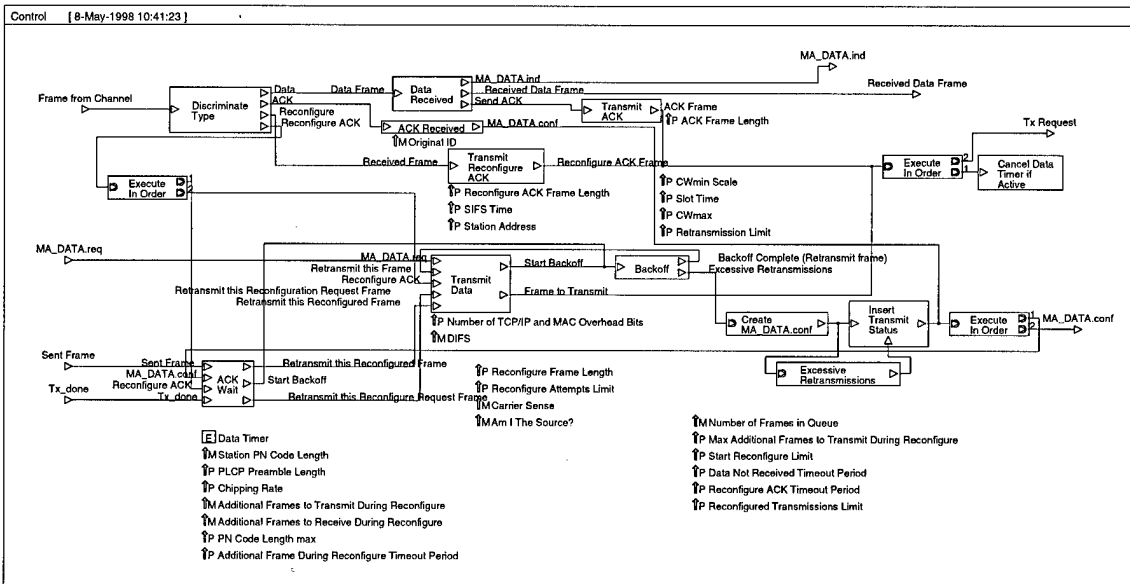 Control [ 8-May-1998 10:41:23 ]
MA_DATA.ind
Frame from Channel
Discriminate
Type
Data
ACK
Reconfigure
Reconfigure ACK
Data Frame
Data
Received
MA_DATA.ind
Received Data Frame
Send ACK
Received Data Frame
Transmit
ACK
ACK Frame
P ACK Frame Length
ACK Received
MA_DATA.conf
M Original ID
Tx Request
Received Frame
Transmit
Reconfigure
ACK
Reconfigure ACK Frame
Execute
In Order
2
1
Cancel Data
Timer if
Active
Execute
In Order
1
2
P Reconfigure ACK Frame Length
P SIFS Time
P Station Address
P CWmin Scale
P Slot Time
P CWmax
P Retransmission Limit
MA_DATA.req
MA_DATA.req
Retransmit this Frame
Reconfigure ACK
Retransmit this Reconfiguration Request Frame
Retransmit this Reconfigured Frame
Transmit
Data
Start Backoff
Frame to Transmit
Backoff
Backoff Complete (Retransmit frame)
Excessive Retransmissions
P Number of TCP/IP and MAC Overhead Bits
M DIFS
Create
MA_DATA.conf
Insert
Transmit
Status
Execute
In Order
1
2
MA_DATA.conf
Excessive
Retransmissions
Sent Frame
Tx_done
Sent Frame
MA_DATA.conf
Reconfigure ACK
Tx_done
ACK
Wait
Retransmit this Reconfigured Frame
Start Backoff
Retransmit this Reconfigure Request Frame
P Reconfigure Frame Length
P Reconfigure Attempts Limit
M Carrier Sense
M Am I The Source?
E Data Timer
M Station PN Code Length
P PLCP Preamble Length
P Chipping Rate
M Additional Frames to Transmit During Reconfigure
M Additional Frames to Receive During Reconfigure
P PN Code Length max
P Additional Frame During Reconfigure Timeout Period
M Number of Frames in Queue
P Max Additional Frames to Transmit During Reconfigure
P Start Reconfigure Limit
P Data Not Received Timeout Period
P Reconfigure ACK Timeout Period
P Reconfigured Transmissions Limit